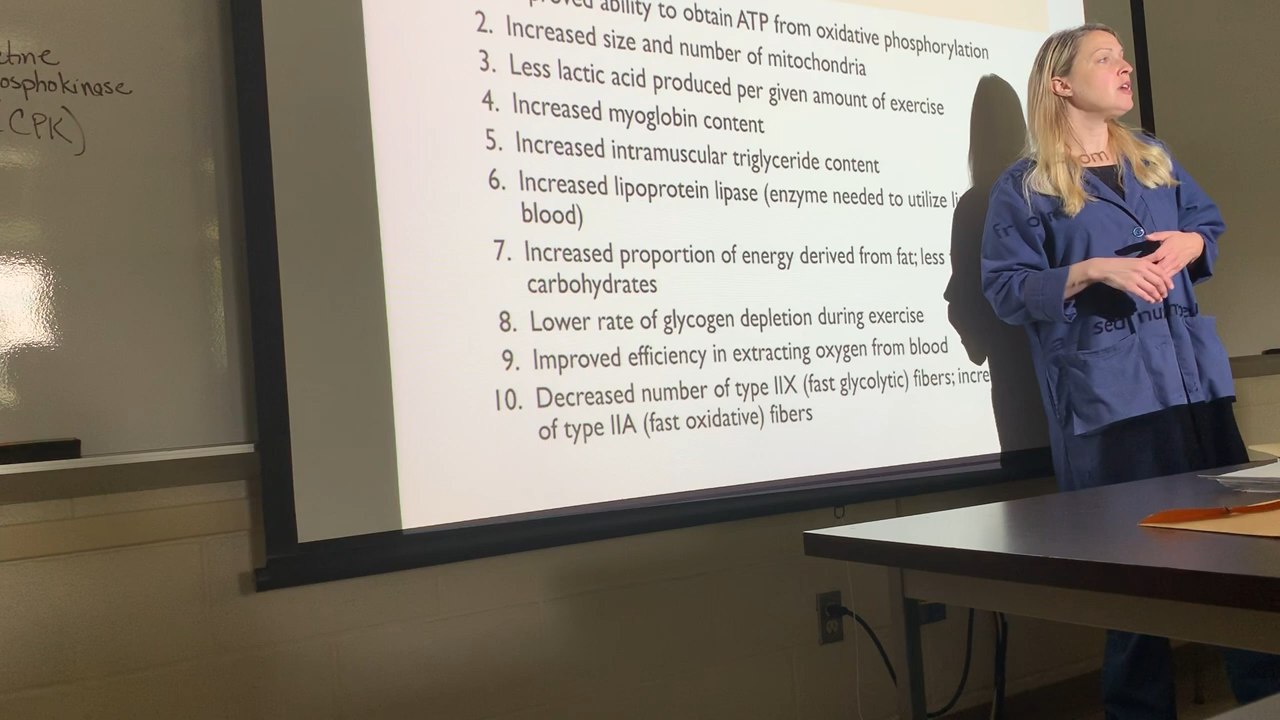 osphokinase
CPK)
ability to obtain ATP from oxidative phosphorylation
2. Increased size and number of mitochondria
3. Less lactic acid produced per given amount of exercise
4. Increased myoglobin content
5. Increased intramuscular triglyceride content
6. Increased lipoprotein lipase (enzyme needed to utilize li
blood)
7. Increased proportion of energy derived from fat; less
carbohydrates
8. Lower rate of glycogen depletion during exercise
9. Improved efficiency in extracting oxygen from blood
10. Decreased number of type IIX (fast glycolytic) fibers; incre
of type IIA (fast oxidative) fibers